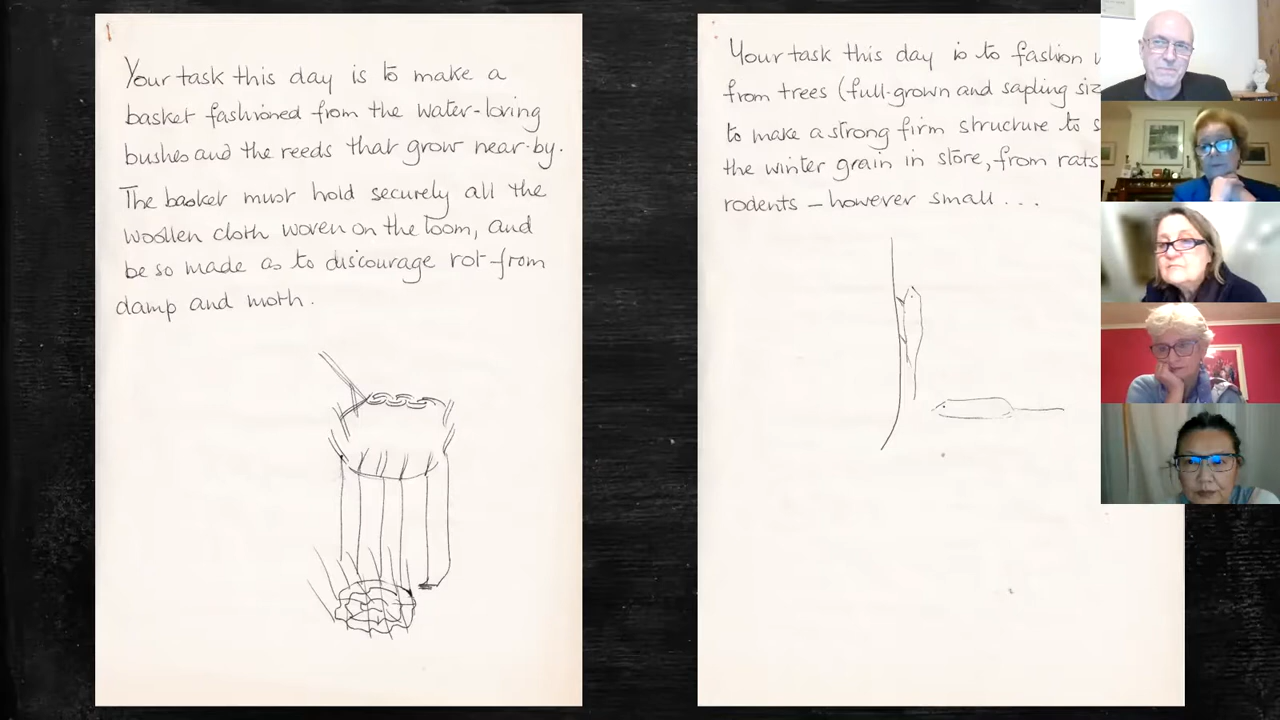 Your task this day is to make a
basket fashioned from the water-loving
bushes and the reeds that grow near-by.
The basket must hold securely all the
woollen cloth woven on the loom, and
be so made as to discourage rot from
damp and moth.
Your task this day is to fashion
from trees (full-grown and sapling
to make a strong firm structure to
the winter grain in store, from rats
rodents – however small ...